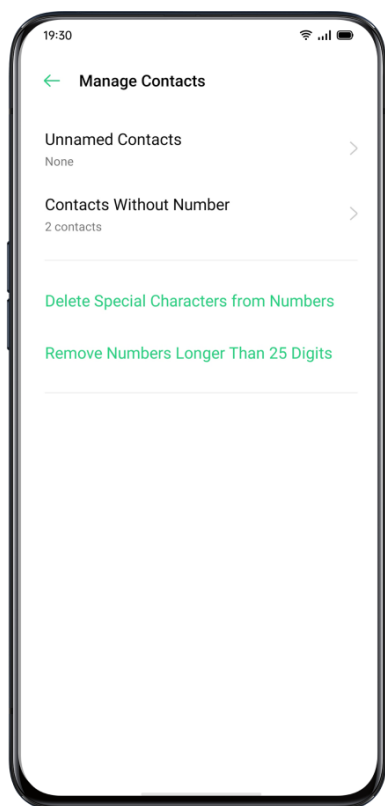 19:30
Manage Contacts
Unnamed Contacts
None
Contacts Without Number
2 contacts
Delete Special Characters from Numbers
Remove Numbers Longer Than 25 Digits